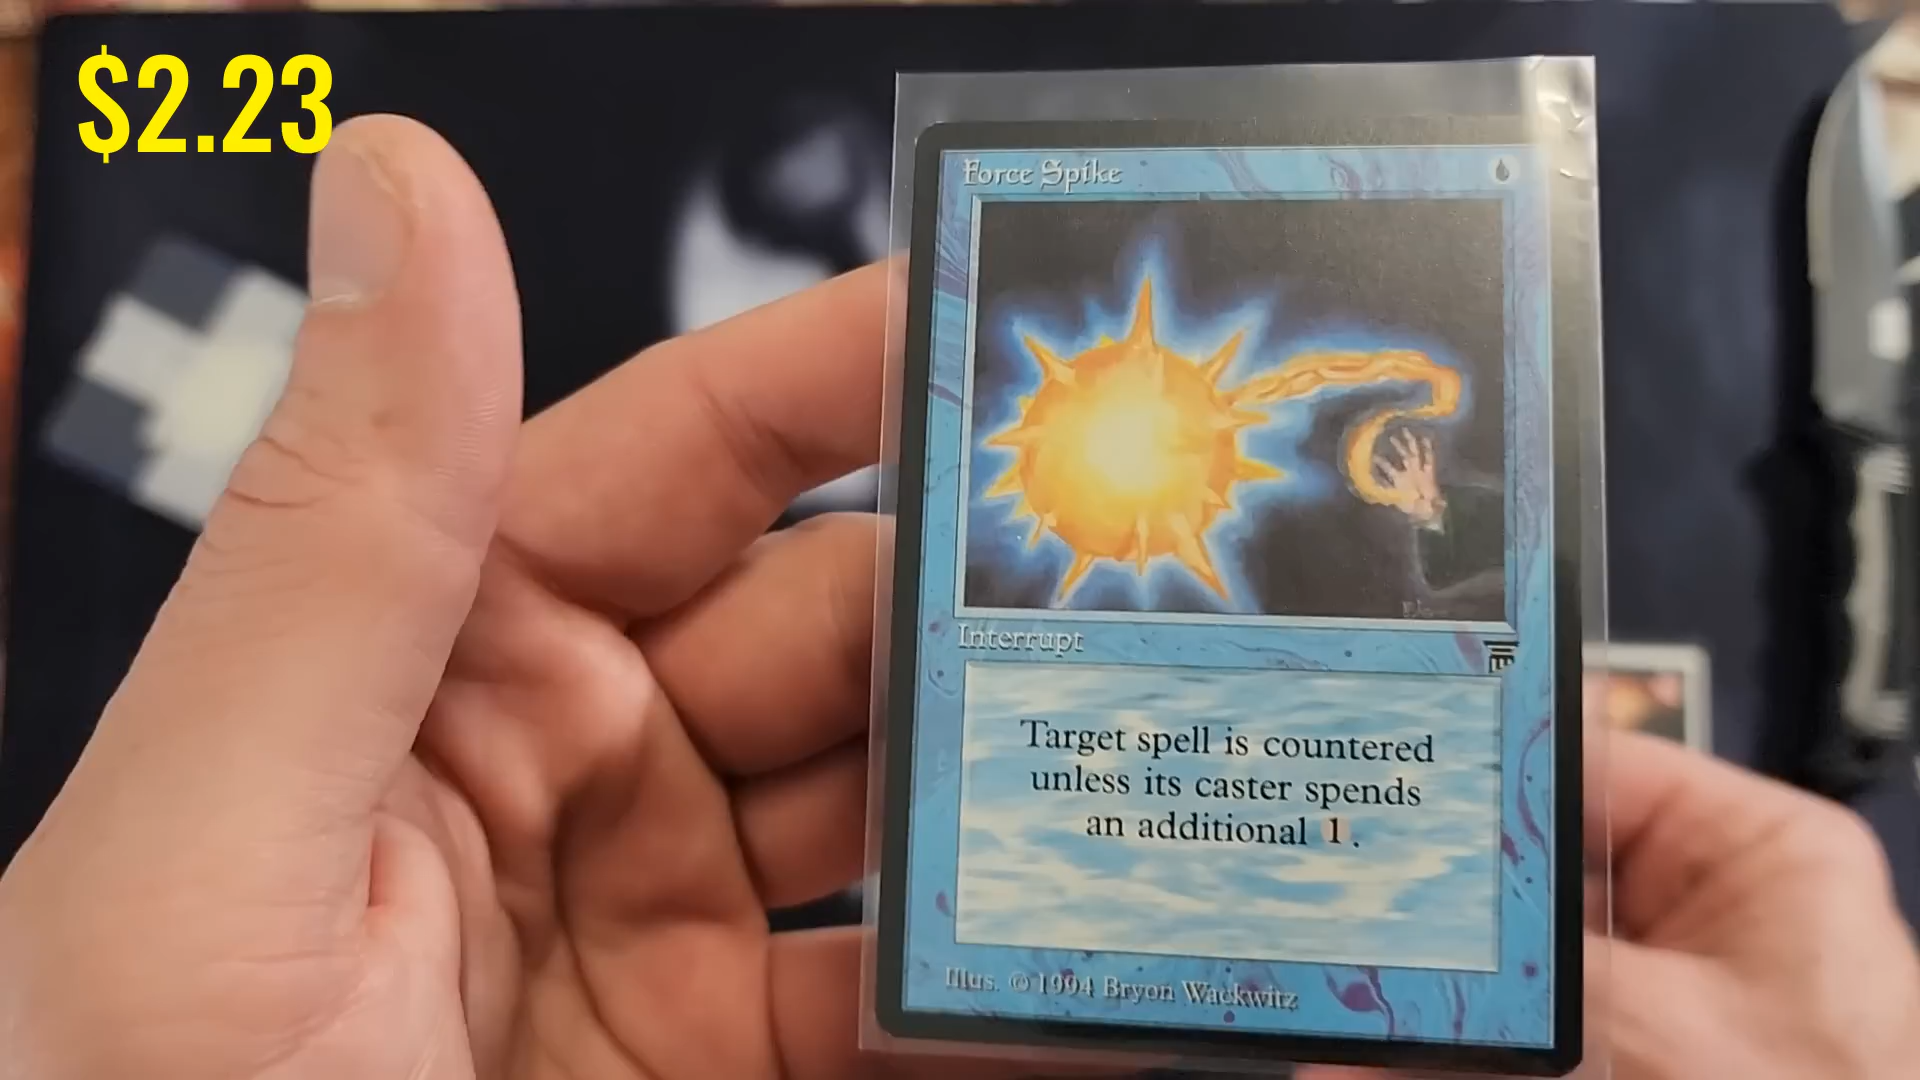 $2.23
Force Spike
Interrupt
Target spell is countered
unless its caster spends
an additional 1.
Illus. © 1994 Bryon Wackwitz